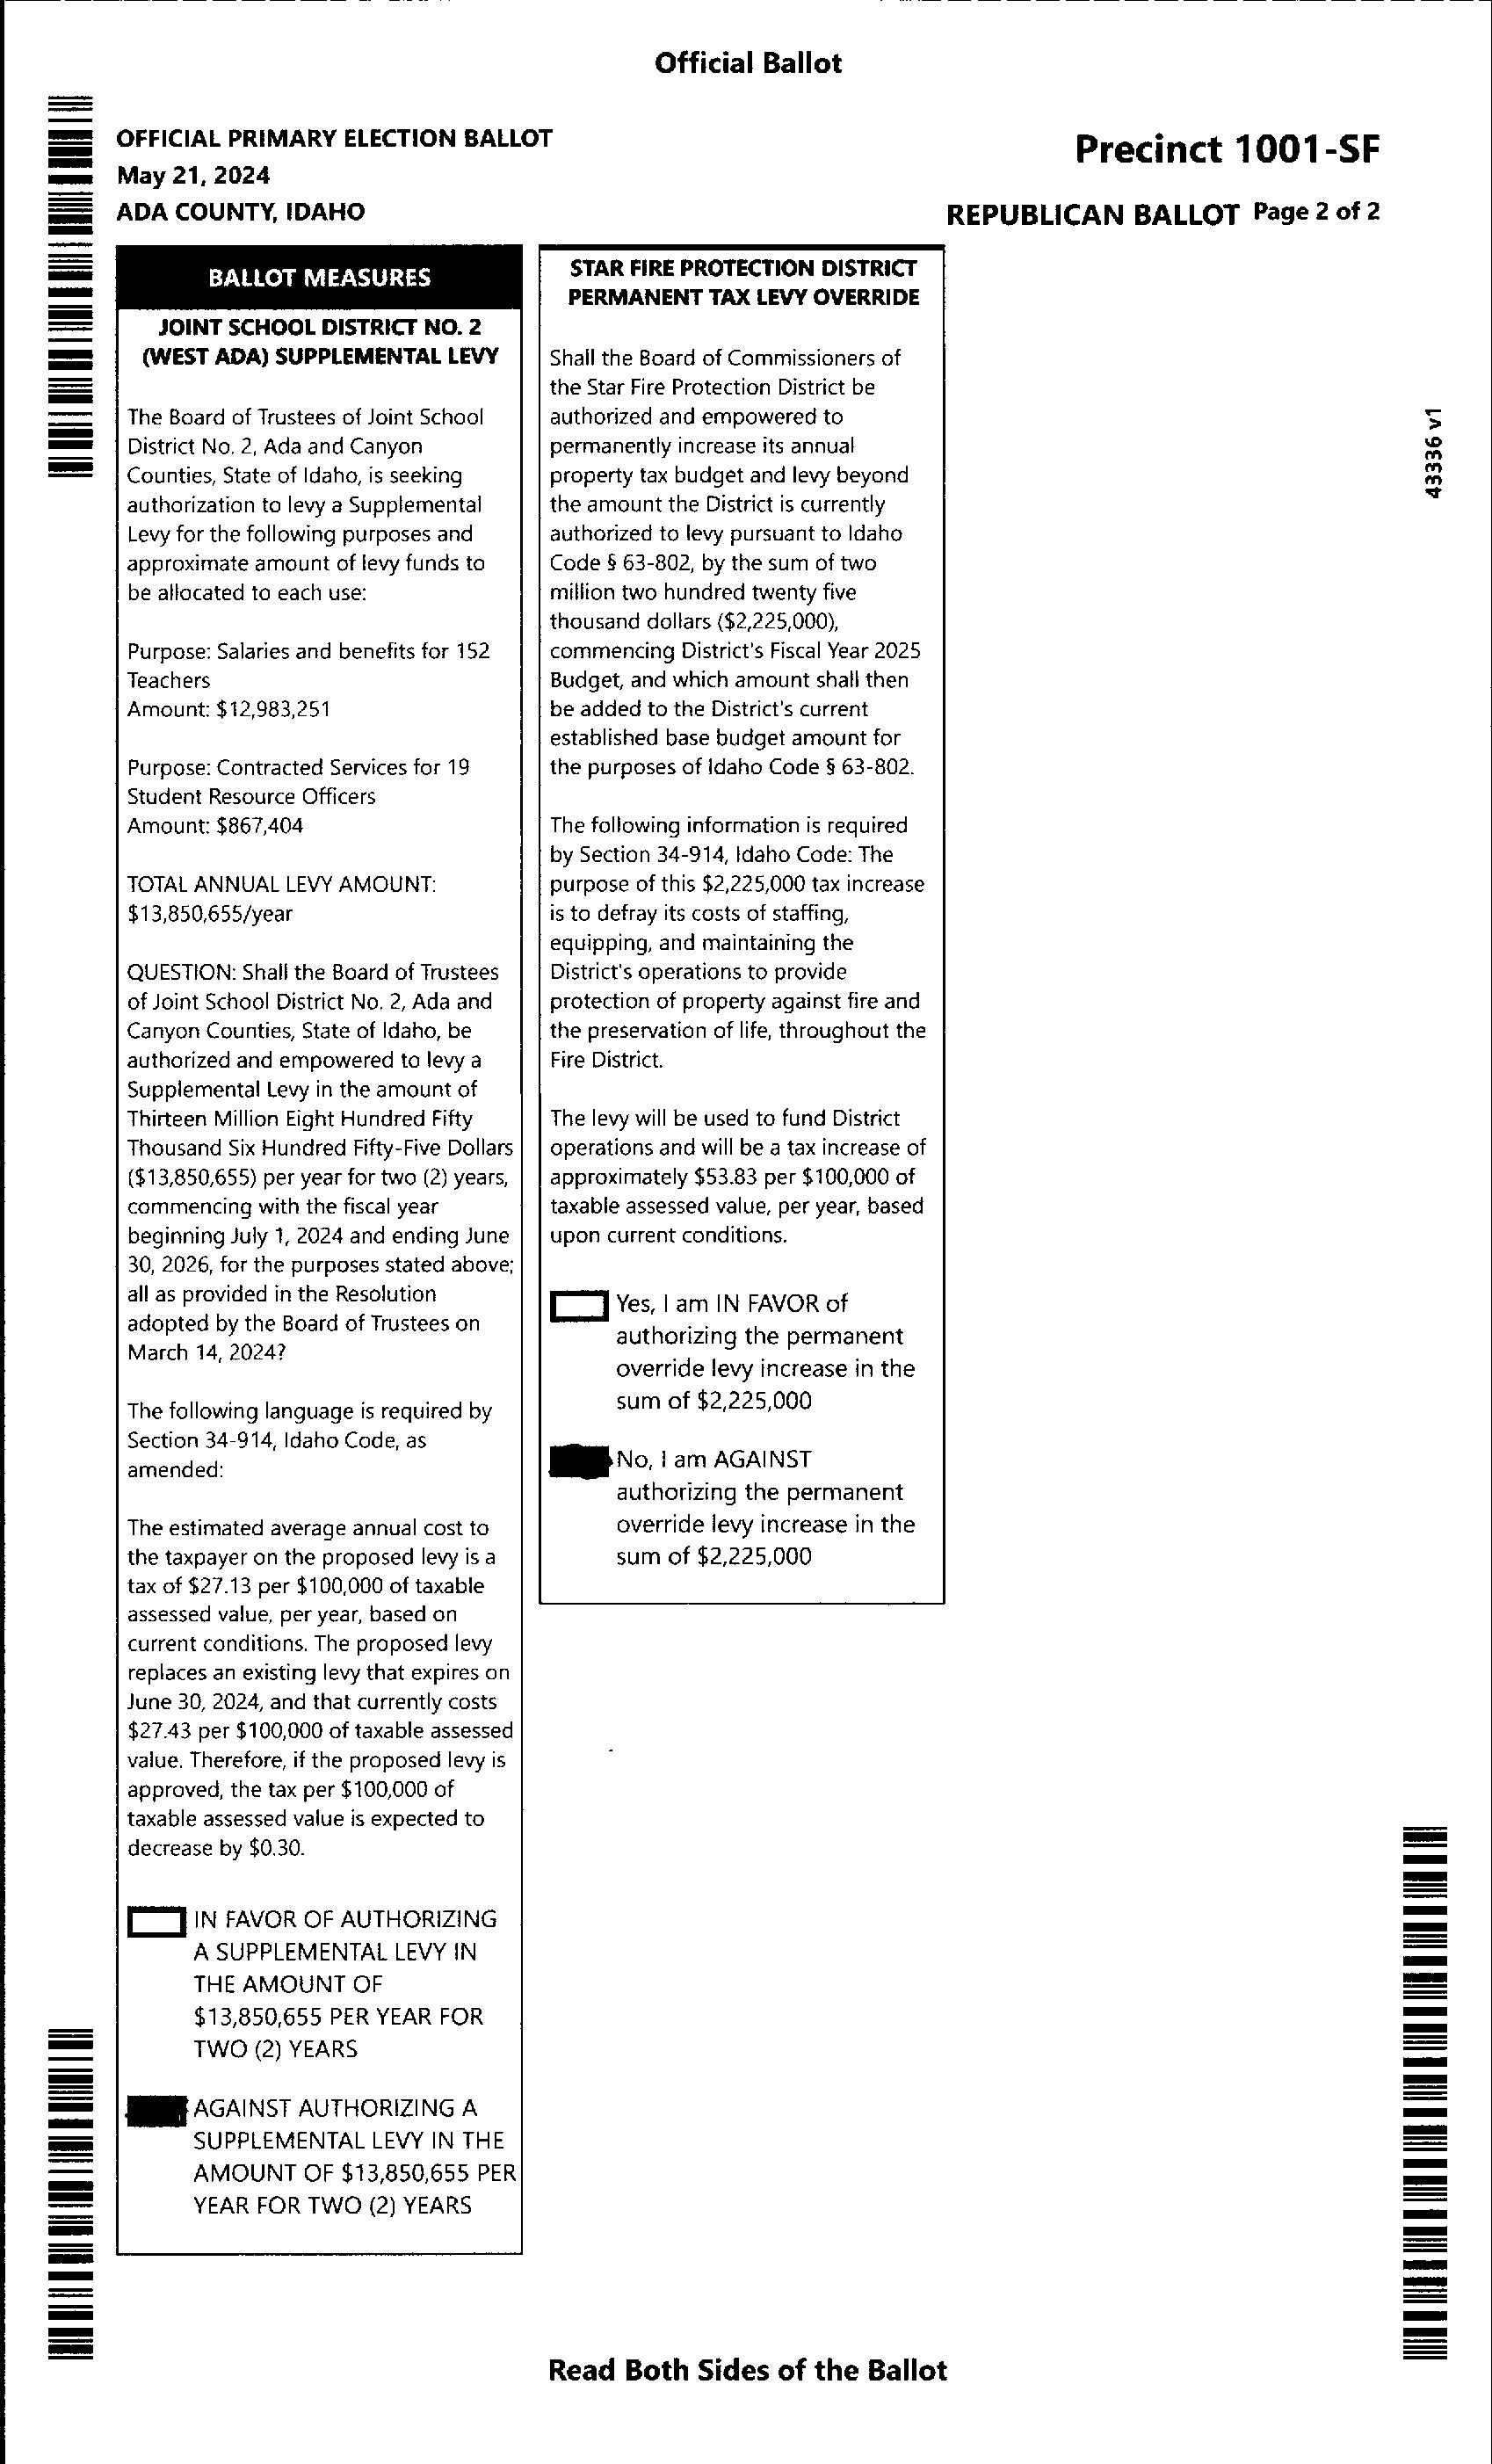 Official Ballot
OFFICIAL PRIMARY ELECTION BALLOT
May 21, 2024
ADA COUNTY, IDAHO
Precinct 1001-SF
REPUBLICAN BALLOT Page 2 of 2
BALLOT MEASURES
JOINT SCHOOL DISTRICT NO. 2
(WEST ADA) SUPPLEMENTAL LEVY
The Board of Trustees of Joint School
District No. 2, Ada and Canyon
Counties, State of Idaho, is seeking
authorization to levy a Supplemental
Levy for the following purposes and
approximate amount of levy funds to
be allocated to each use:
Purpose: Salaries and benefits for 152
Teachers
Amount: $12,983,251
Purpose: Contracted Services for 19
Student Resource Officers
Amount: $867,404
TOTAL ANNUAL LEVY AMOUNT:
$13,850,655/year
QUESTION: Shall the Board of Trustees
of Joint School District No. 2, Ada and
Canyon Counties, State of Idaho, be
authorized and empowered to levy a
Supplemental Levy in the amount of
Thirteen Million Eight Hundred Fifty
Thousand Six Hundred Fifty-Five Dollars
($13,850,655) per year for two (2) years,
commencing with the fiscal year
beginning July 1, 2024 and ending June
30, 2026, for the purposes stated above;
all as provided in the Resolution
adopted by the Board of Trustees on
March 14, 2024?
The following language is required by
Section 34-914, Idaho Code, as
amended:
The estimated average annual cost to
the taxpayer on the proposed levy is a
tax of $27.13 per $100,000 of taxable
assessed value, per year, based on
current conditions. The proposed levy
replaces an existing levy that expires on
June 30, 2024, and that currently costs
$27.43 per $100,000 of taxable assessed
value. Therefore, if the proposed levy is
approved, the tax per $100,000 of
taxable assessed value is expected to
decrease by $0.30.
IN FAVOR OF AUTHORIZING
A SUPPLEMENTAL LEVY IN
THE AMOUNT OF
$13,850,655 PER YEAR FOR
TWO (2) YEARS
AGAINST AUTHORIZING A
SUPPLEMENTAL LEVY IN THE
AMOUNT OF $13,850,655 PER
YEAR FOR TWO (2) YEARS
STAR FIRE PROTECTION DISTRICT
PERMANENT TAX LEVY OVERRIDE
Shall the Board of Commissioners of
the Star Fire Protection District be
authorized and empowered to
permanently increase its annual
property tax budget and levy beyond
the amount the District is currently
authorized to levy pursuant to Idaho
Code § 63-802, by the sum of two
million two hundred twenty five
thousand dollars ($2,225,000),
commencing District's Fiscal Year 2025
Budget, and which amount shall then
be added to the District's current
established base budget amount for
the purposes of Idaho Code § 63-802.
The following information is required
by Section 34-914, Idaho Code: The
purpose of this $2,225,000 tax increase
is to defray its costs of staffing,
equipping, and maintaining the
District's operations to provide
protection of property against fire and
the preservation of life, throughout the
Fire District.
The levy will be used to fund District
operations and will be a tax increase of
approximately $53.83 per $100,000 of
taxable assessed value, per year, based
upon current conditions.
Yes, I am IN FAVOR of
authorizing the permanent
override levy increase in the
sum of $2,225,000
No, I am AGAINST
authorizing the permanent
override levy increase in the
sum of $2,225,000
43336 v1
Read Both Sides of the Ballot